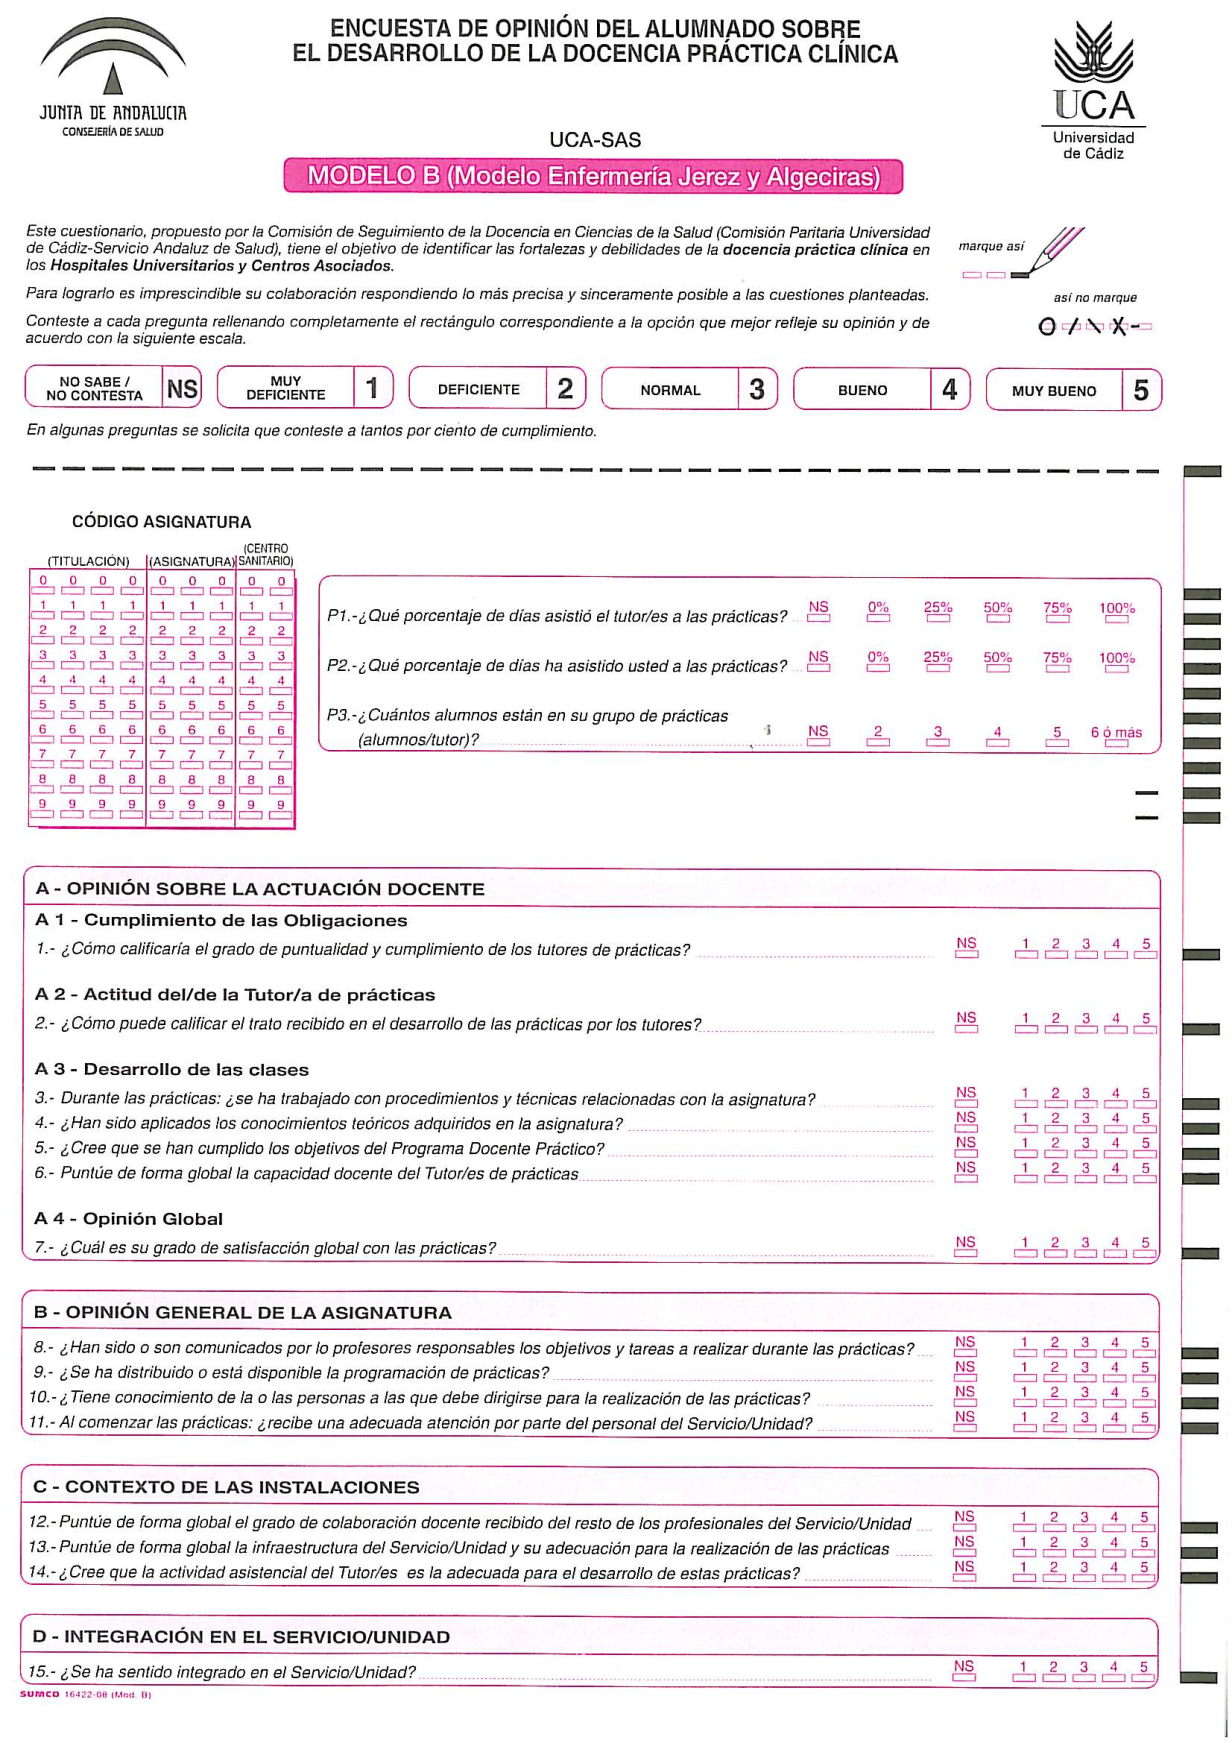 ENCUESTA DE OPINIÓN DEL ALUMNADO SOBRE
EL DESARROLLO DE LA DOCENCIA PRÁCTICA CLÍNICA
JUNTA DE ANDALUCIA
CONSEJERÍA DE SALUD
UCA
Universidad
de Cádiz
UCA-SAS
MODELO B (Modelo Enfermería Jerez y Algeciras)
Este cuestionario, propuesto por la Comisión de Seguimiento de la Docencia en Ciencias de la Salud (Comisión Paritaria Universidad
de Cádiz-Servicio Andaluz de Salud), tiene el objetivo de identificar las fortalezas y debilidades de la docencia práctica clínica en
los Hospitales Universitarios y Centros Asociados.
Para lograrlo es imprescindible su colaboración respondiendo lo más precisa y sinceramente posible a las cuestiones planteadas.
Conteste a cada pregunta rellenando completamente el rectángulo correspondiente a la opción que mejor refleje su opinión y de
acuerdo con la siguiente escala.
marque así
así no marque
NO SABE / NO CONTESTA NS MUY DEFICIENTE 1 DEFICIENTE 2 NORMAL 3 BUENO 4 MUY BUENO 5
En algunas preguntas se solicita que conteste a tantos por ciento de cumplimiento.
CÓDIGO ASIGNATURA
(TITULACIÓN) (ASIGNATURA) (CENTRO SANITARIO)
0 0 0 0 0 0 0 0 0
1 1 1 1 1 1 1 1 1
2 2 2 2 2 2 2 2 2
3 3 3 3 3 3 3 3 3
4 4 4 4 4 4 4 4 4
5 5 5 5 5 5 5 5 5
6 6 6 6 6 6 6 6 6
7 7 7 7 7 7 7 7 7
8 8 8 8 8 8 8 8 8
9 9 9 9 9 9 9 9 9
P1.-¿Qué porcentaje de días asistió el tutor/es a las prácticas? NS 0% 25% 50% 75% 100%
P2.-¿Qué porcentaje de días ha asistido usted a las prácticas? NS 0% 25% 50% 75% 100%
P3.-¿Cuántos alumnos están en su grupo de prácticas
(alumnos/tutor)? NS 2 3 4 5 6 ó más
A - OPINIÓN SOBRE LA ACTUACIÓN DOCENTE
A 1 - Cumplimiento de las Obligaciones
1.- ¿Cómo calificaría el grado de puntualidad y cumplimiento de los tutores de prácticas? NS 1 2 3 4 5
A 2 - Actitud del/de la Tutor/a de prácticas
2.- ¿Cómo puede calificar el trato recibido en el desarrollo de las prácticas por los tutores? NS 1 2 3 4 5
A 3 - Desarrollo de las clases
3.- Durante las prácticas: ¿se ha trabajado con procedimientos y técnicas relacionadas con la asignatura? NS 1 2 3 4 5
4.- ¿Han sido aplicados los conocimientos teóricos adquiridos en la asignatura? NS 1 2 3 4 5
5.- ¿Cree que se han cumplido los objetivos del Programa Docente Práctico? NS 1 2 3 4 5
6.- Puntúe de forma global la capacidad docente del Tutor/es de prácticas NS 1 2 3 4 5
A 4 - Opinión Global
7.- ¿Cuál es su grado de satisfacción global con las prácticas? NS 1 2 3 4 5
B - OPINIÓN GENERAL DE LA ASIGNATURA
8.- ¿Han sido o son comunicados por lo profesores responsables los objetivos y tareas a realizar durante las prácticas? NS 1 2 3 4 5
9.- ¿Se ha distribuido o está disponible la programación de prácticas? NS 1 2 3 4 5
10.- ¿Tiene conocimiento de la o las personas a las que debe dirigirse para la realización de las prácticas? NS 1 2 3 4 5
11.- Al comenzar las prácticas: ¿recibe una adecuada atención por parte del personal del Servicio/Unidad? NS 1 2 3 4 5
C - CONTEXTO DE LAS INSTALACIONES
12.- Puntúe de forma global el grado de colaboración docente recibido del resto de los profesionales del Servicio/Unidad NS 1 2 3 4 5
13.- Puntúe de forma global la infraestructura del Servicio/Unidad y su adecuación para la realización de las prácticas NS 1 2 3 4 5
14.- ¿Cree que la actividad asistencial del Tutor/es es la adecuada para el desarrollo de estas prácticas? NS 1 2 3 4 5
D - INTEGRACIÓN EN EL SERVICIO/UNIDAD
15.- ¿Se ha sentido integrado en el Servicio/Unidad? NS 1 2 3 4 5
SUMCO 16422-08 (Mod. B)